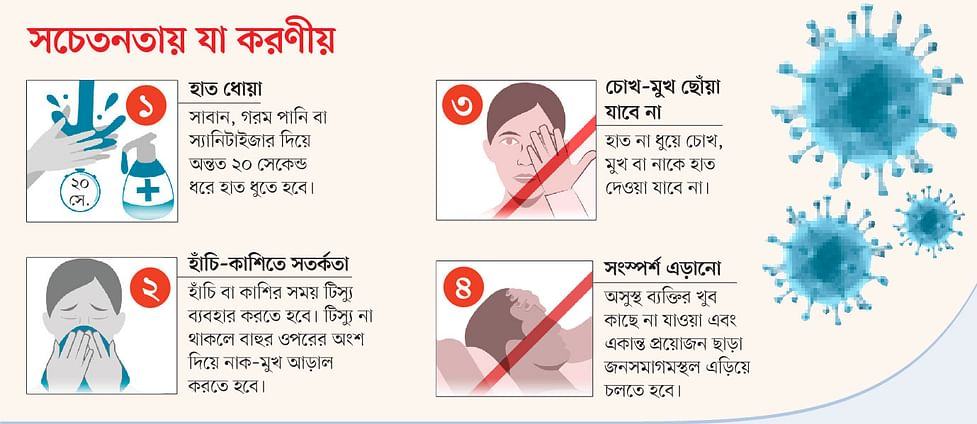 সচেতনতায় যা করণীয়
১
২০
সে.
হাত ধোয়া
সাবান, গরম পানি বা
স্যানিটাইজার দিয়ে
অন্তত ২০ সেকেন্ড
ধরে হাত ধুতে হবে।
২
হাঁচি-কাশিতে সতর্কতা
হাঁচি বা কাশির সময় টিস্যু
ব্যবহার করতে হবে। টিস্যু না
থাকলে বাহুর ওপরের অংশ
দিয়ে নাক-মুখ আড়াল
করতে হবে।
৩
চোখ-মুখ ছোঁয়া
যাবে না
হাত না ধুয়ে চোখ,
মুখ বা নাকে হাত
দেওয়া যাবে না।
৪
সংস্পর্শ এড়ানো
অসুস্থ ব্যক্তির খুব
কাছে না যাওয়া এবং
একান্ত প্রয়োজন ছাড়া
জনসমাগমস্থল এড়িয়ে
চলতে হবে।